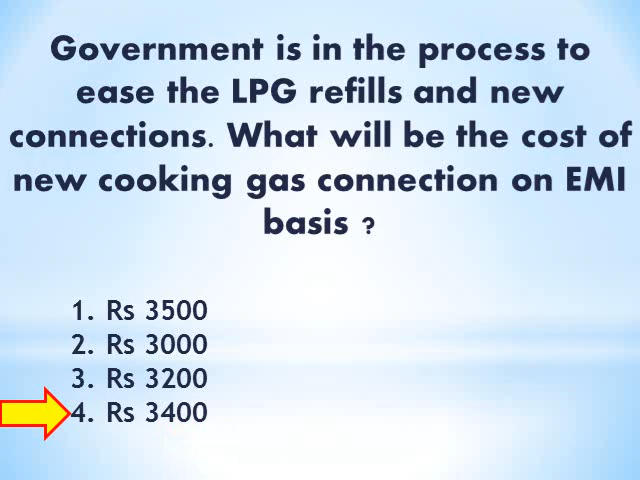 Government is in the process to
ease the LPG refills and new
connections. What will be the cost of
new cooking gas connection on EMI
basis ?
1. Rs 3500
2. Rs 3000
3. Rs 3200
4. Rs 3400